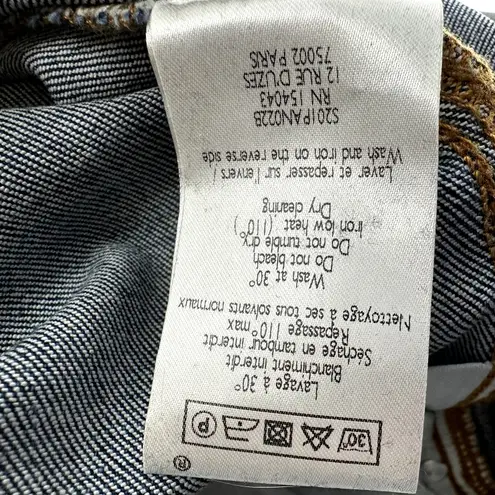 ®
30° P
Lavage à 30°
Blanchiment interdit
Séchage en tambour interdit
Repassage 110° max
Nettoyage à sec tous solvants normaux
Wash at 30°
Do not bleach
Do not tumble dry
Iron low heat (110°)
Dry cleaning
Laver et repasser sur l'envers /
Wash and iron on the reverse side
S201PAN022B
RN 154043
12 RUE D'UZES
75002 PARIS